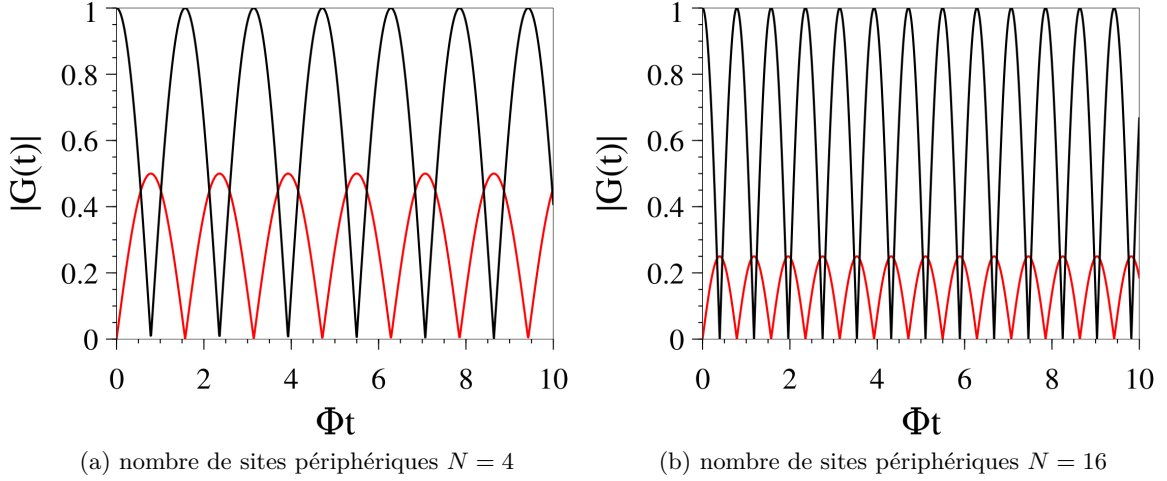 |G(t)|
1
0.8
0.6
0.4
0.2
0
0 2 4 6 8 10
Φt
(a) nombre de sites périphériques N = 4
|G(t)|
1
0.8
0.6
0.4
0.2
0
0 2 4 6 8 10
Φt
(b) nombre de sites périphériques N = 16